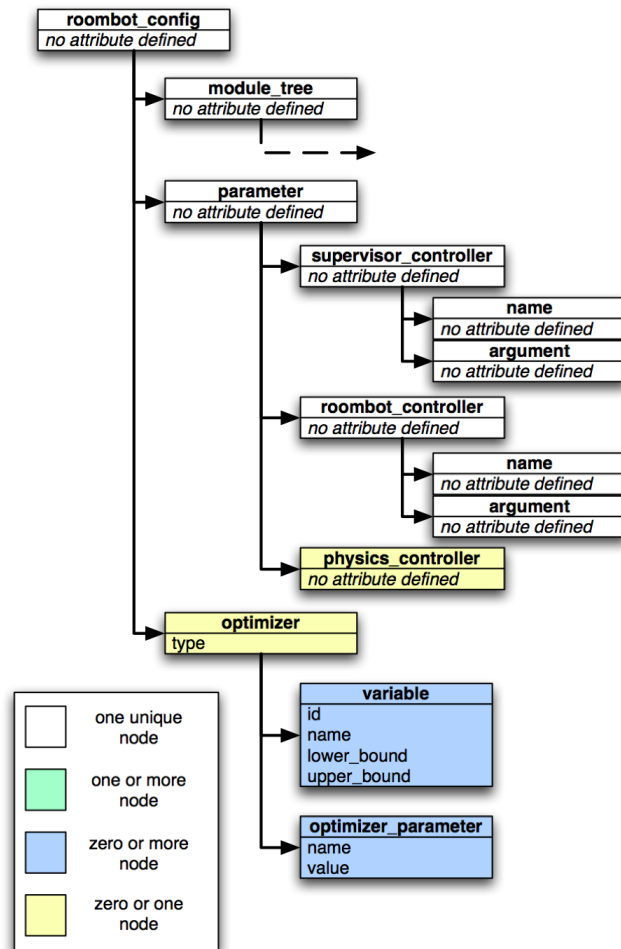 roombot_config
no attribute defined
module_tree
no attribute defined
parameter
no attribute defined
supervisor_controller
no attribute defined
name
no attribute defined
argument
no attribute defined
roombot_controller
no attribute defined
name
no attribute defined
argument
no attribute defined
physics_controller
no attribute defined
optimizer
type
variable
id
name
lower_bound
upper_bound
optimizer_parameter
name
value
one unique
node
one or more
node
zero or more
node
zero or one
node